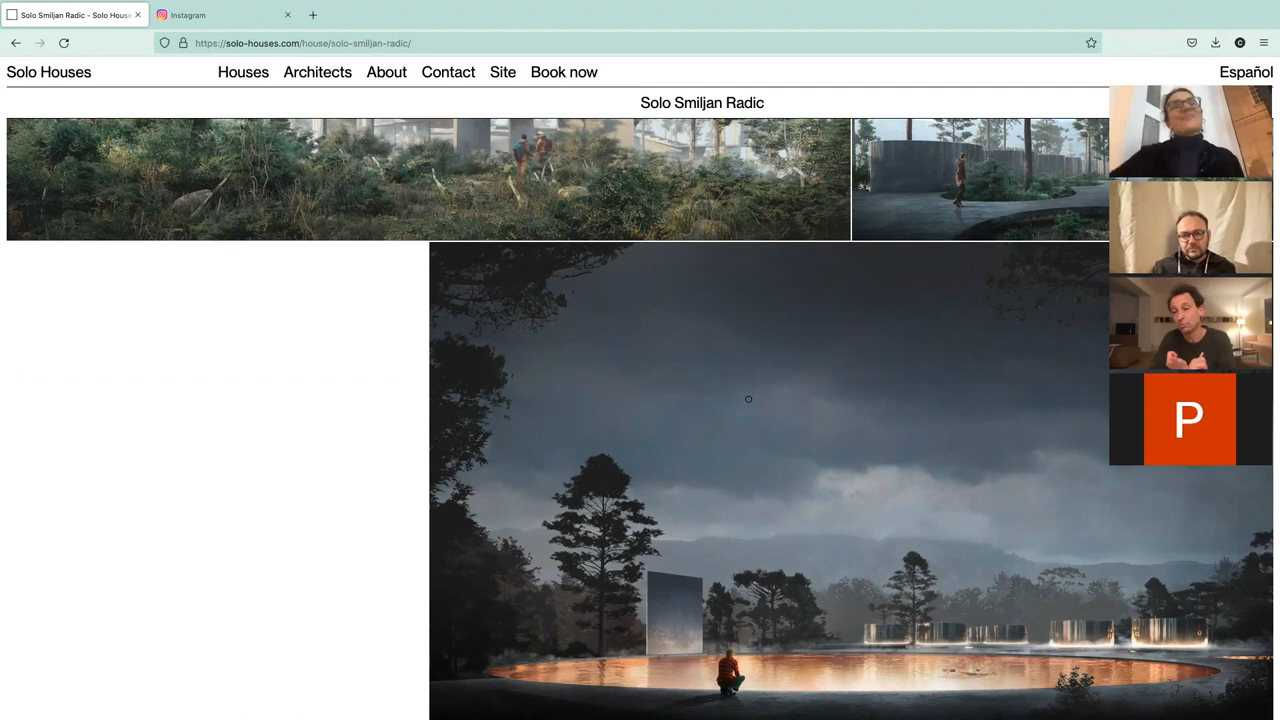 Solo Smiljan Radic - Solo House
Instagram
https://solo-houses.com/house/solo-smiljan-radic/
Solo Houses
Houses
Architects
About
Contact
Site
Book now
Español
Solo Smiljan Radic
P